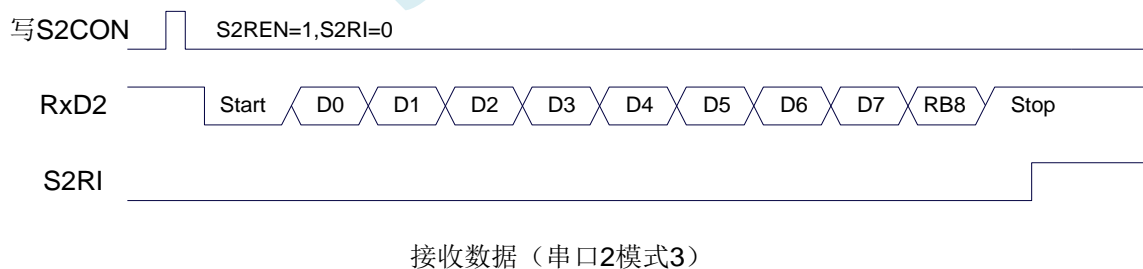 写S2CON S2REN=1,S2RI=0
RxD2 Start D0 D1 D2 D3 D4 D5 D6 D7 RB8 Stop
S2RI
接收数据（串口2模式3）